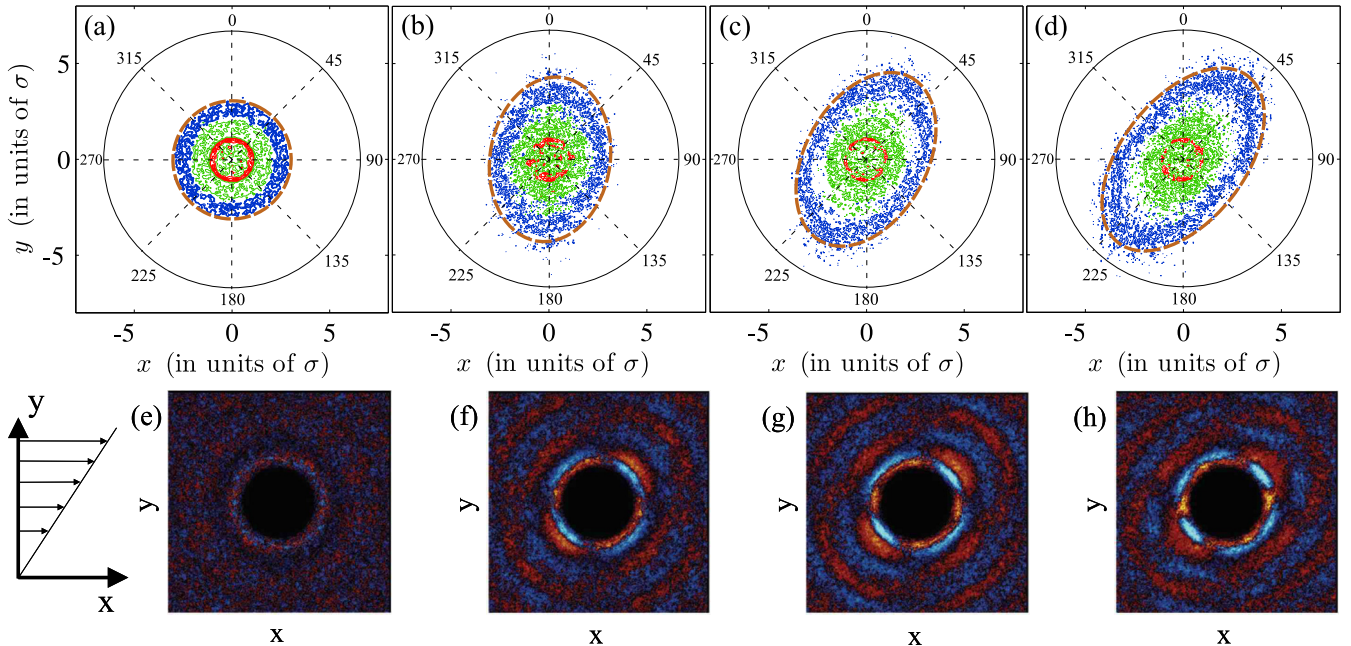 (a)
0
315
45
270
90
225
135
180
5
0
-5
y (in units of σ)
-5
0
5
x (in units of σ)
(b)
0
315
45
270
90
225
135
180
-5
0
5
x (in units of σ)
(c)
0
315
45
270
90
225
135
180
-5
0
5
x (in units of σ)
(d)
0
315
45
270
90
225
135
180
-5
0
5
x (in units of σ)
y
x
(e)
y
x
(f)
y
x
(g)
y
x
(h)
y
x